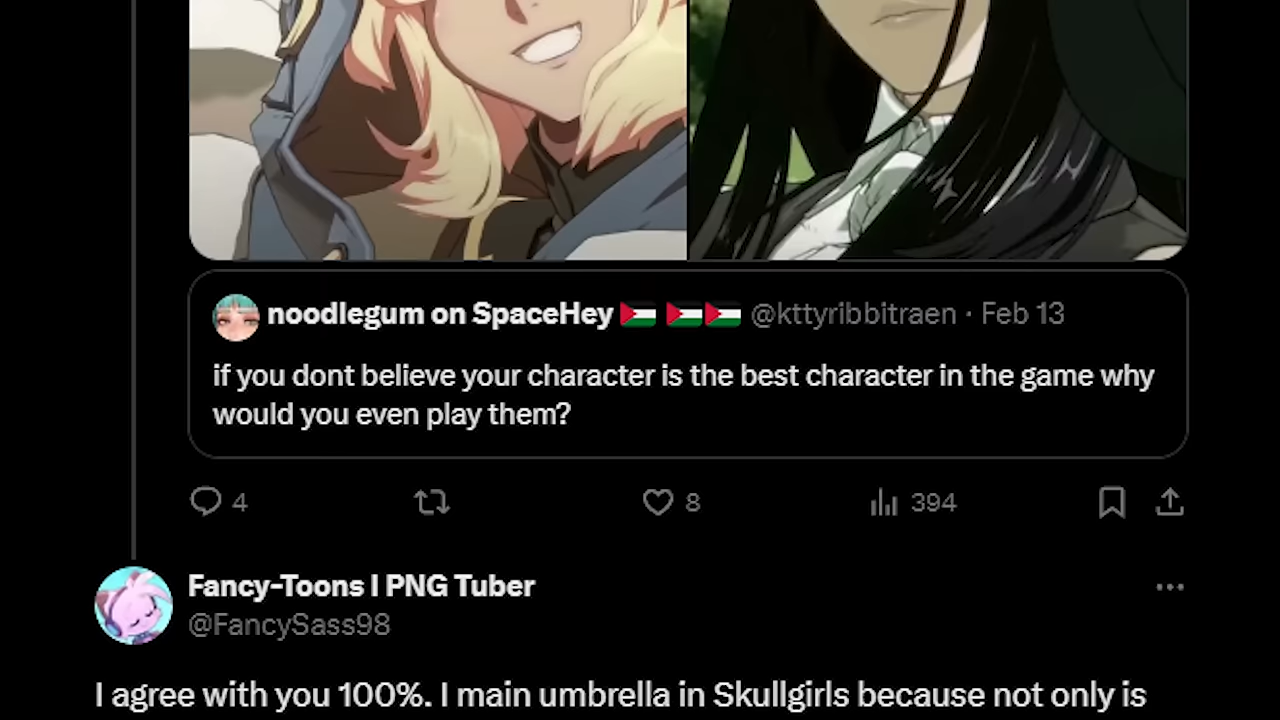 noodlegum on SpaceHey 🇵🇸 🇵🇸🇵🇸 @kttyribbitraen · Feb 13
if you dont believe your character is the best character in the game why
would you even play them?
4 8 394
Fancy-Toons l PNG Tuber
@FancySass98
I agree with you 100%. I main umbrella in Skullgirls because not only is